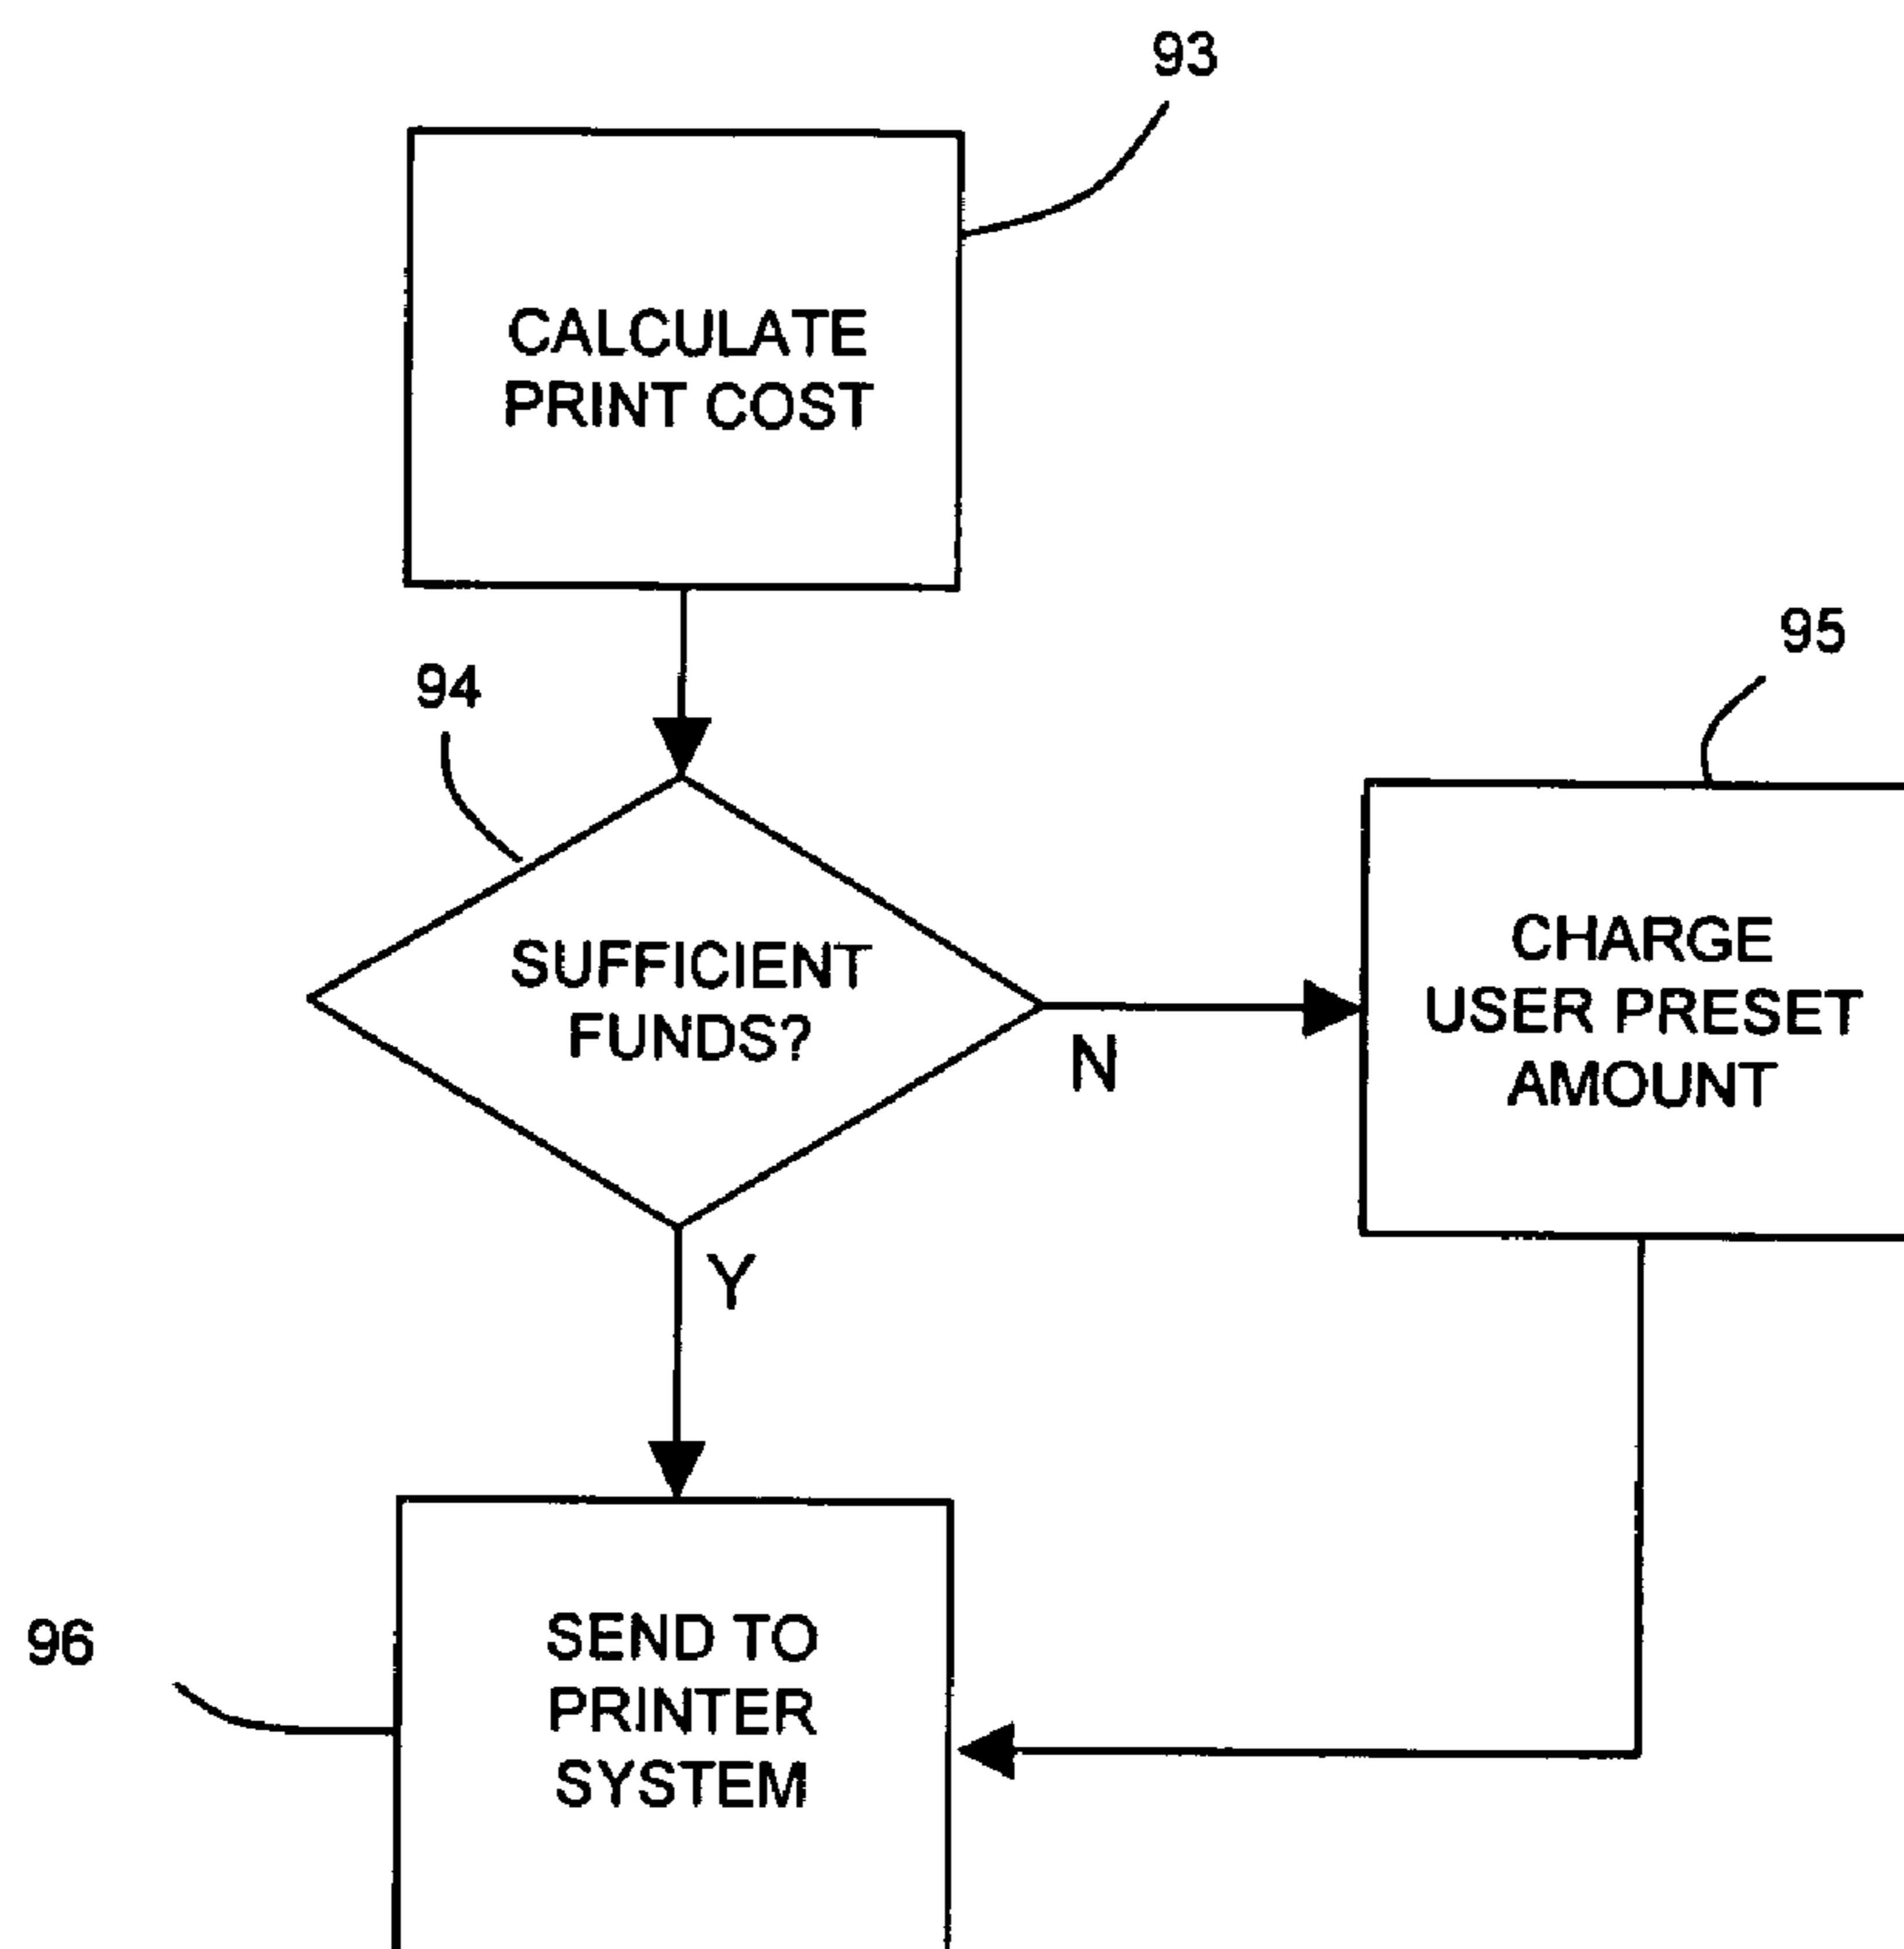 93
CALCULATE
PRINT COST
94
95
SUFFICIENT
FUNDS?
N
CHARGE
USER PRESET
AMOUNT
Y
96
SEND TO
PRINTER
SYSTEM